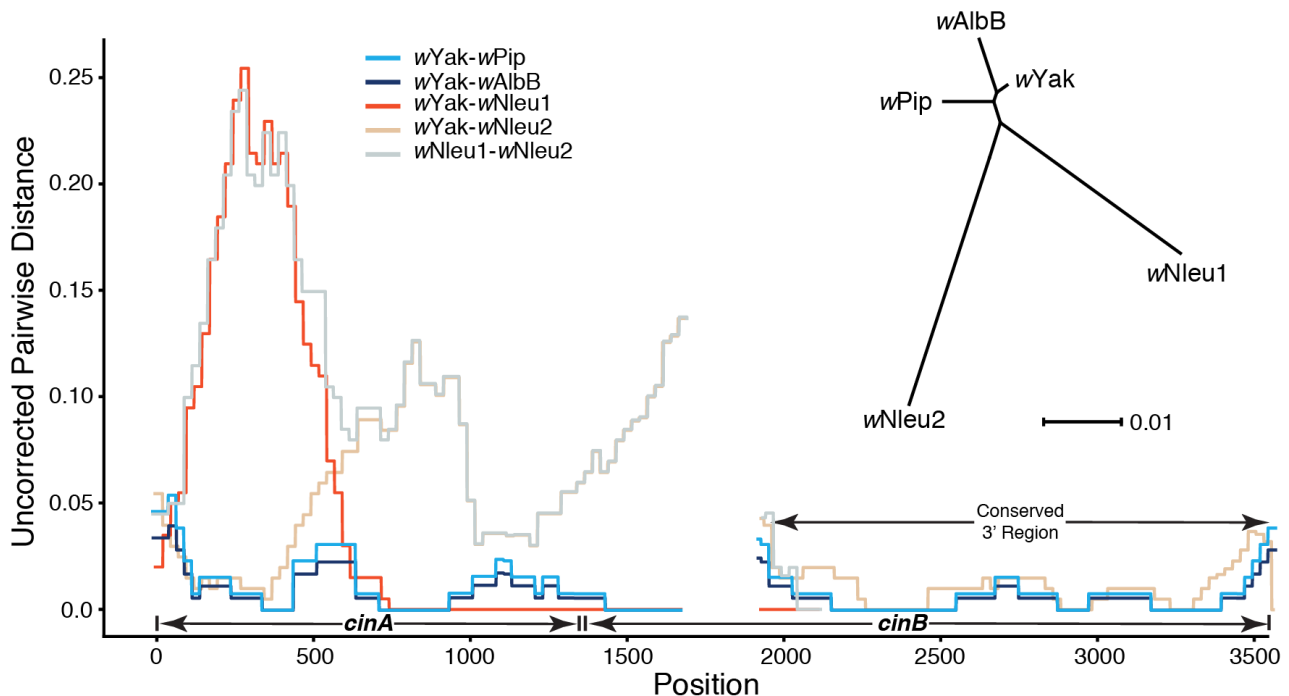 Uncorrected Pairwise Distance
0.25
0.20
0.15
0.10
0.05
0.0
wYak-wPip
wYak-wAlbB
wYak-wNleu1
wYak-wNleu2
wNleu1-wNleu2
wAlbB
wYak
wPip
wNleu1
wNleu2
0.01
Conserved
3' Region
cinA
cinB
0 500 1000 1500 2000 2500 3000 3500
Position